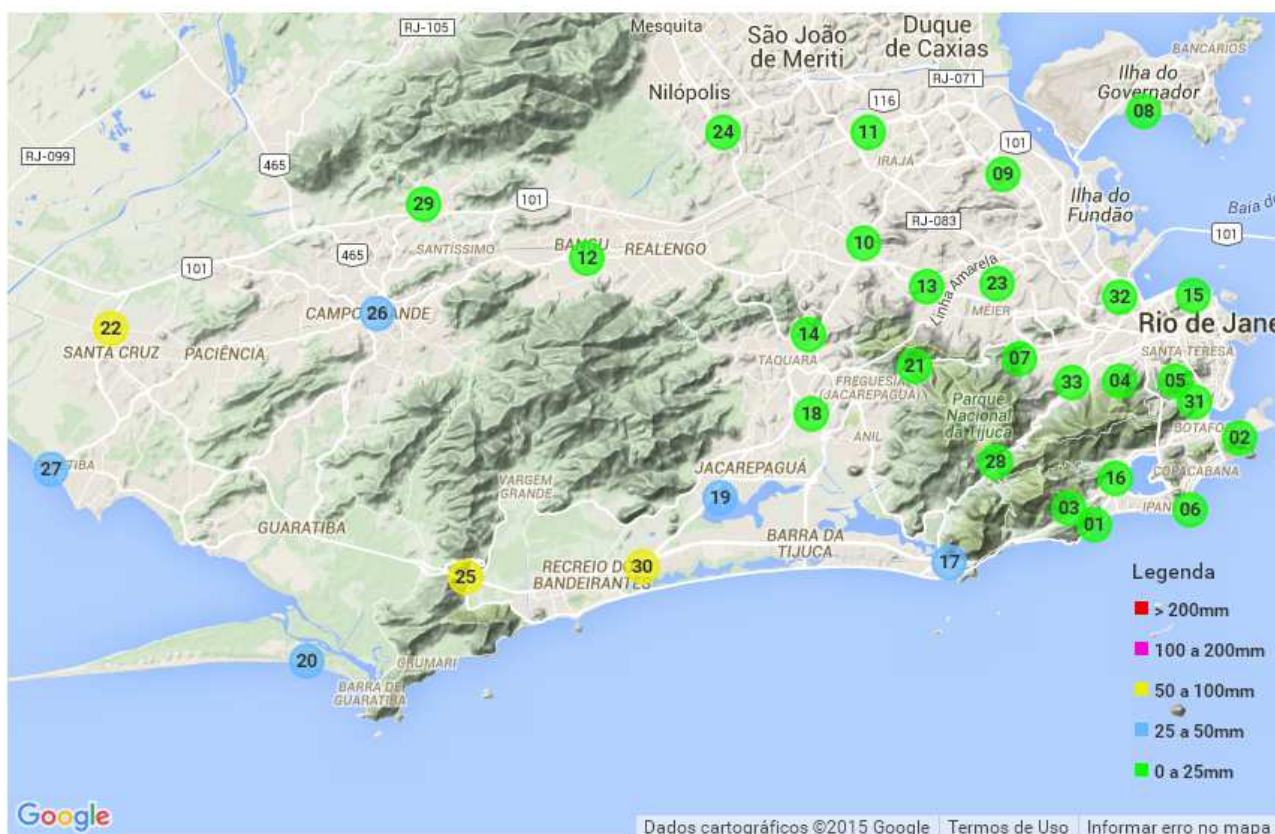 RJ-105
Mesquita
São João
de Meriti
Duque
de Caxias
BANCÁRIOS
RJ-071
Ilha do
Governador
Nilópolis
116
08
24
11
IRAJÁ
101
RJ-099
465
09
Ilha do
Fundão
29
101
RJ-083
Baía de
101
SANTÍSSIMO
465
BANGU
REALENGO
10
12
101
Linha Amarela
13
23
MÉIER
32
15
26
22
SANTA CRUZ
PACIÊNCIA
14
TAQUARA
Rio de Jane
SANTA TERESA
21
07
33
04
05
FREGUESIA
(JACAREPAGUÁ)
Parque
Nacional
da Tijuca
31
18
ANIL
02
27
28
JACAREPAGUÁ
COPACABANA
VARGEM
GRANDE
16
19
03
01
06
GUARATIBA
BARRA DA
TIJUCA
17
25
RECREIO DOS
BANDEIRANTES
30
Legenda
> 200mm
100 a 200mm
50 a 100mm
25 a 50mm
0 a 25mm
20
GRUMARI
BARRA DE
GUARATIBA
Google
Dados cartográficos ©2015 Google
Termos de Uso
Informar erro no mapa